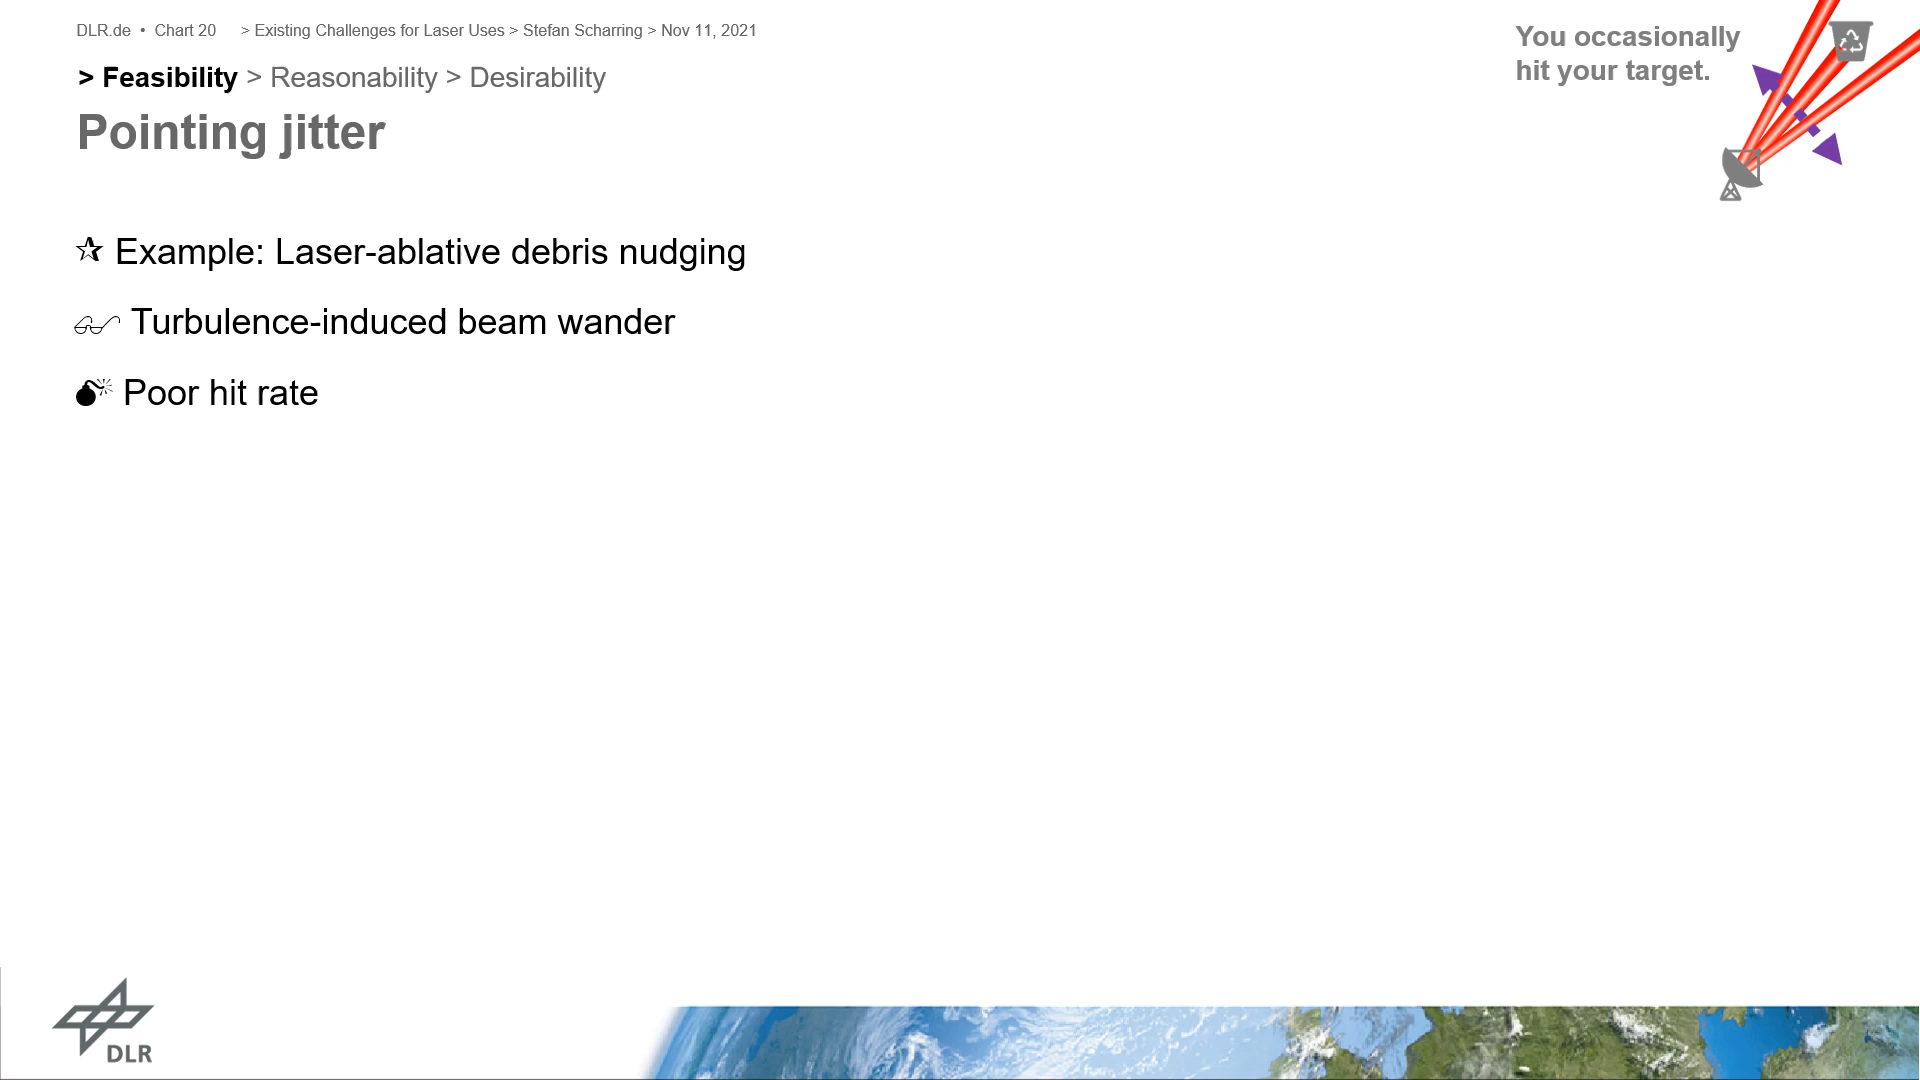 DLR.de • Chart 20 > Existing Challenges for Laser Uses > Stefan Scharring > Nov 11, 2021
> Feasibility > Reasonability > Desirability
Pointing jitter
You occasionally
hit your target.
Example: Laser-ablative debris nudging
Turbulence-induced beam wander
Poor hit rate
DLR